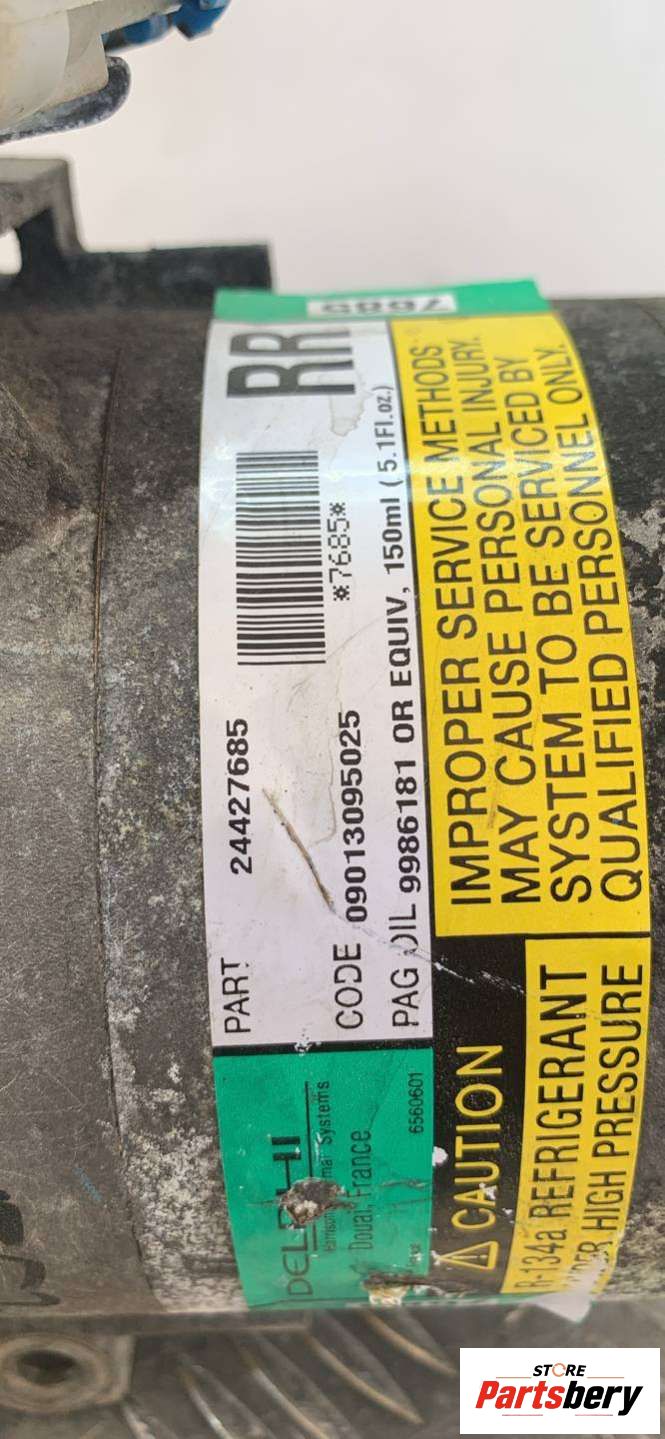 7685
RR
*7685*
PART 24427685
CODE 09013095025
PAG OIL 9986181 OR EQUIV, 150ml ( 5.1Fl.oz.)
DELPHI
Systems
Douai, France
6560601
CAUTION
R-134a REFRIGERANT
HIGH PRESSURE
IMPROPER SERVICE METHODS
MAY CAUSE PERSONAL INJURY.
SYSTEM TO BE SERVICED BY
QUALIFIED PERSONNEL ONLY.
STORE
Partsbery